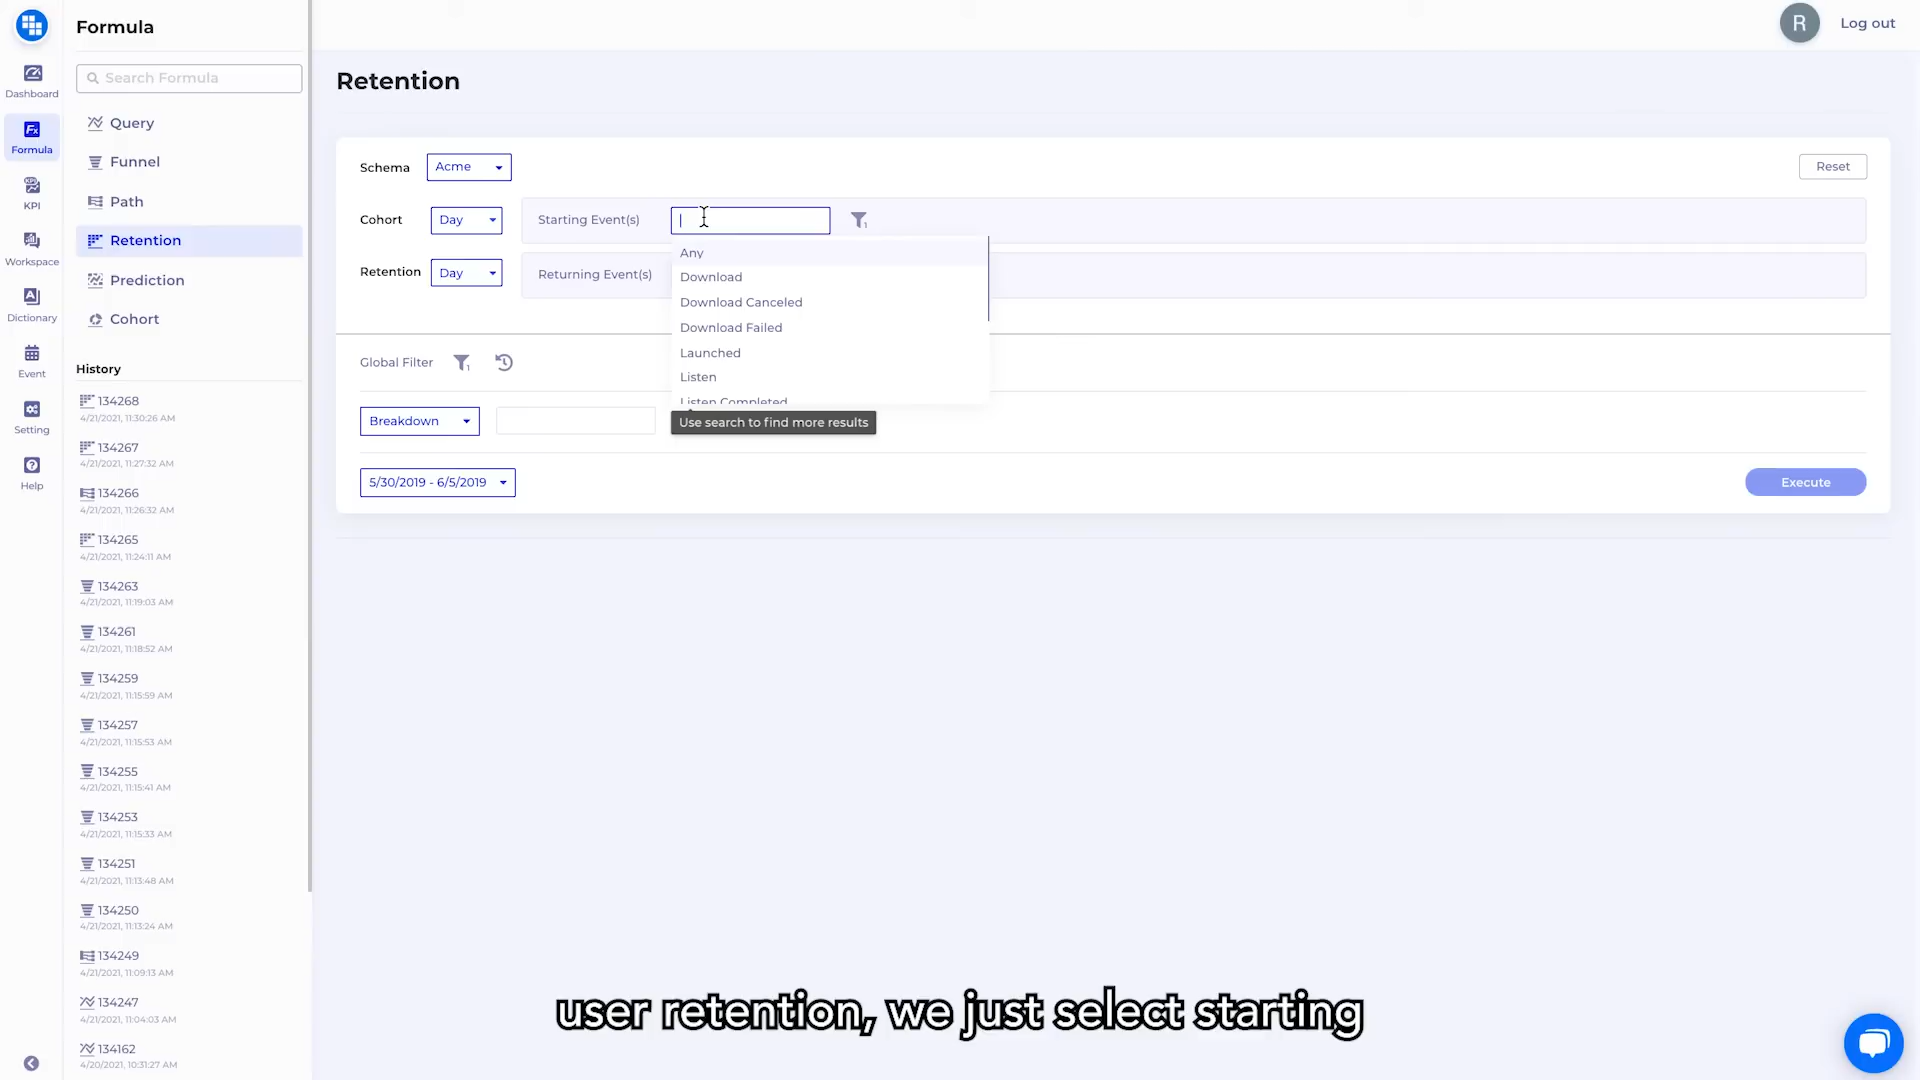 Dashboard
Formula
KPI
Workspace
Dictionary
Event
Setting
Help
Formula
Search Formula
Query
Funnel
Path
Retention
Prediction
Cohort
History
134268
4/21/2021, 11:30:26 AM
134267
4/21/2021, 11:27:32 AM
134266
4/21/2021, 11:26:32 AM
134265
4/21/2021, 11:24:11 AM
134263
4/21/2021, 11:19:03 AM
134261
4/21/2021, 11:18:52 AM
134259
4/21/2021, 11:15:59 AM
134257
4/21/2021, 11:15:53 AM
134255
4/21/2021, 11:15:41 AM
134253
4/21/2021, 11:15:33 AM
134251
4/21/2021, 11:13:48 AM
134250
4/21/2021, 11:13:24 AM
134249
4/21/2021, 11:09:13 AM
134247
4/21/2021, 11:04:03 AM
134162
4/20/2021, 10:31:27 AM
R Log out
Retention
Schema Acme Reset
Cohort Day Starting Event(s)
Retention Day Returning Event(s)
Any
Download
Download Canceled
Download Failed
Launched
Listen
Listen Completed
Use search to find more results
Global Filter
Breakdown
5/30/2019 - 6/5/2019 Execute
user retention, we just select starting